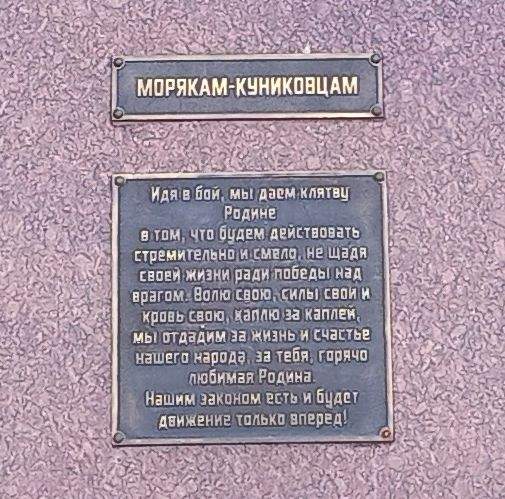 МОРЯКАМ-КУНИКОВЦАМ
Идя в бой, мы даем клятву
Родине
в том, что будем действовать
стремительно и смело, не щадя
своей жизни ради победы над
врагом. Волю свою, силы свои и
кровь свою, каплю за каплей,
мы отдадим за жизнь и счастье
нашего народа, за тебя, горячо
любимая Родина.
Нашим законом есть и будет
движение только вперед!